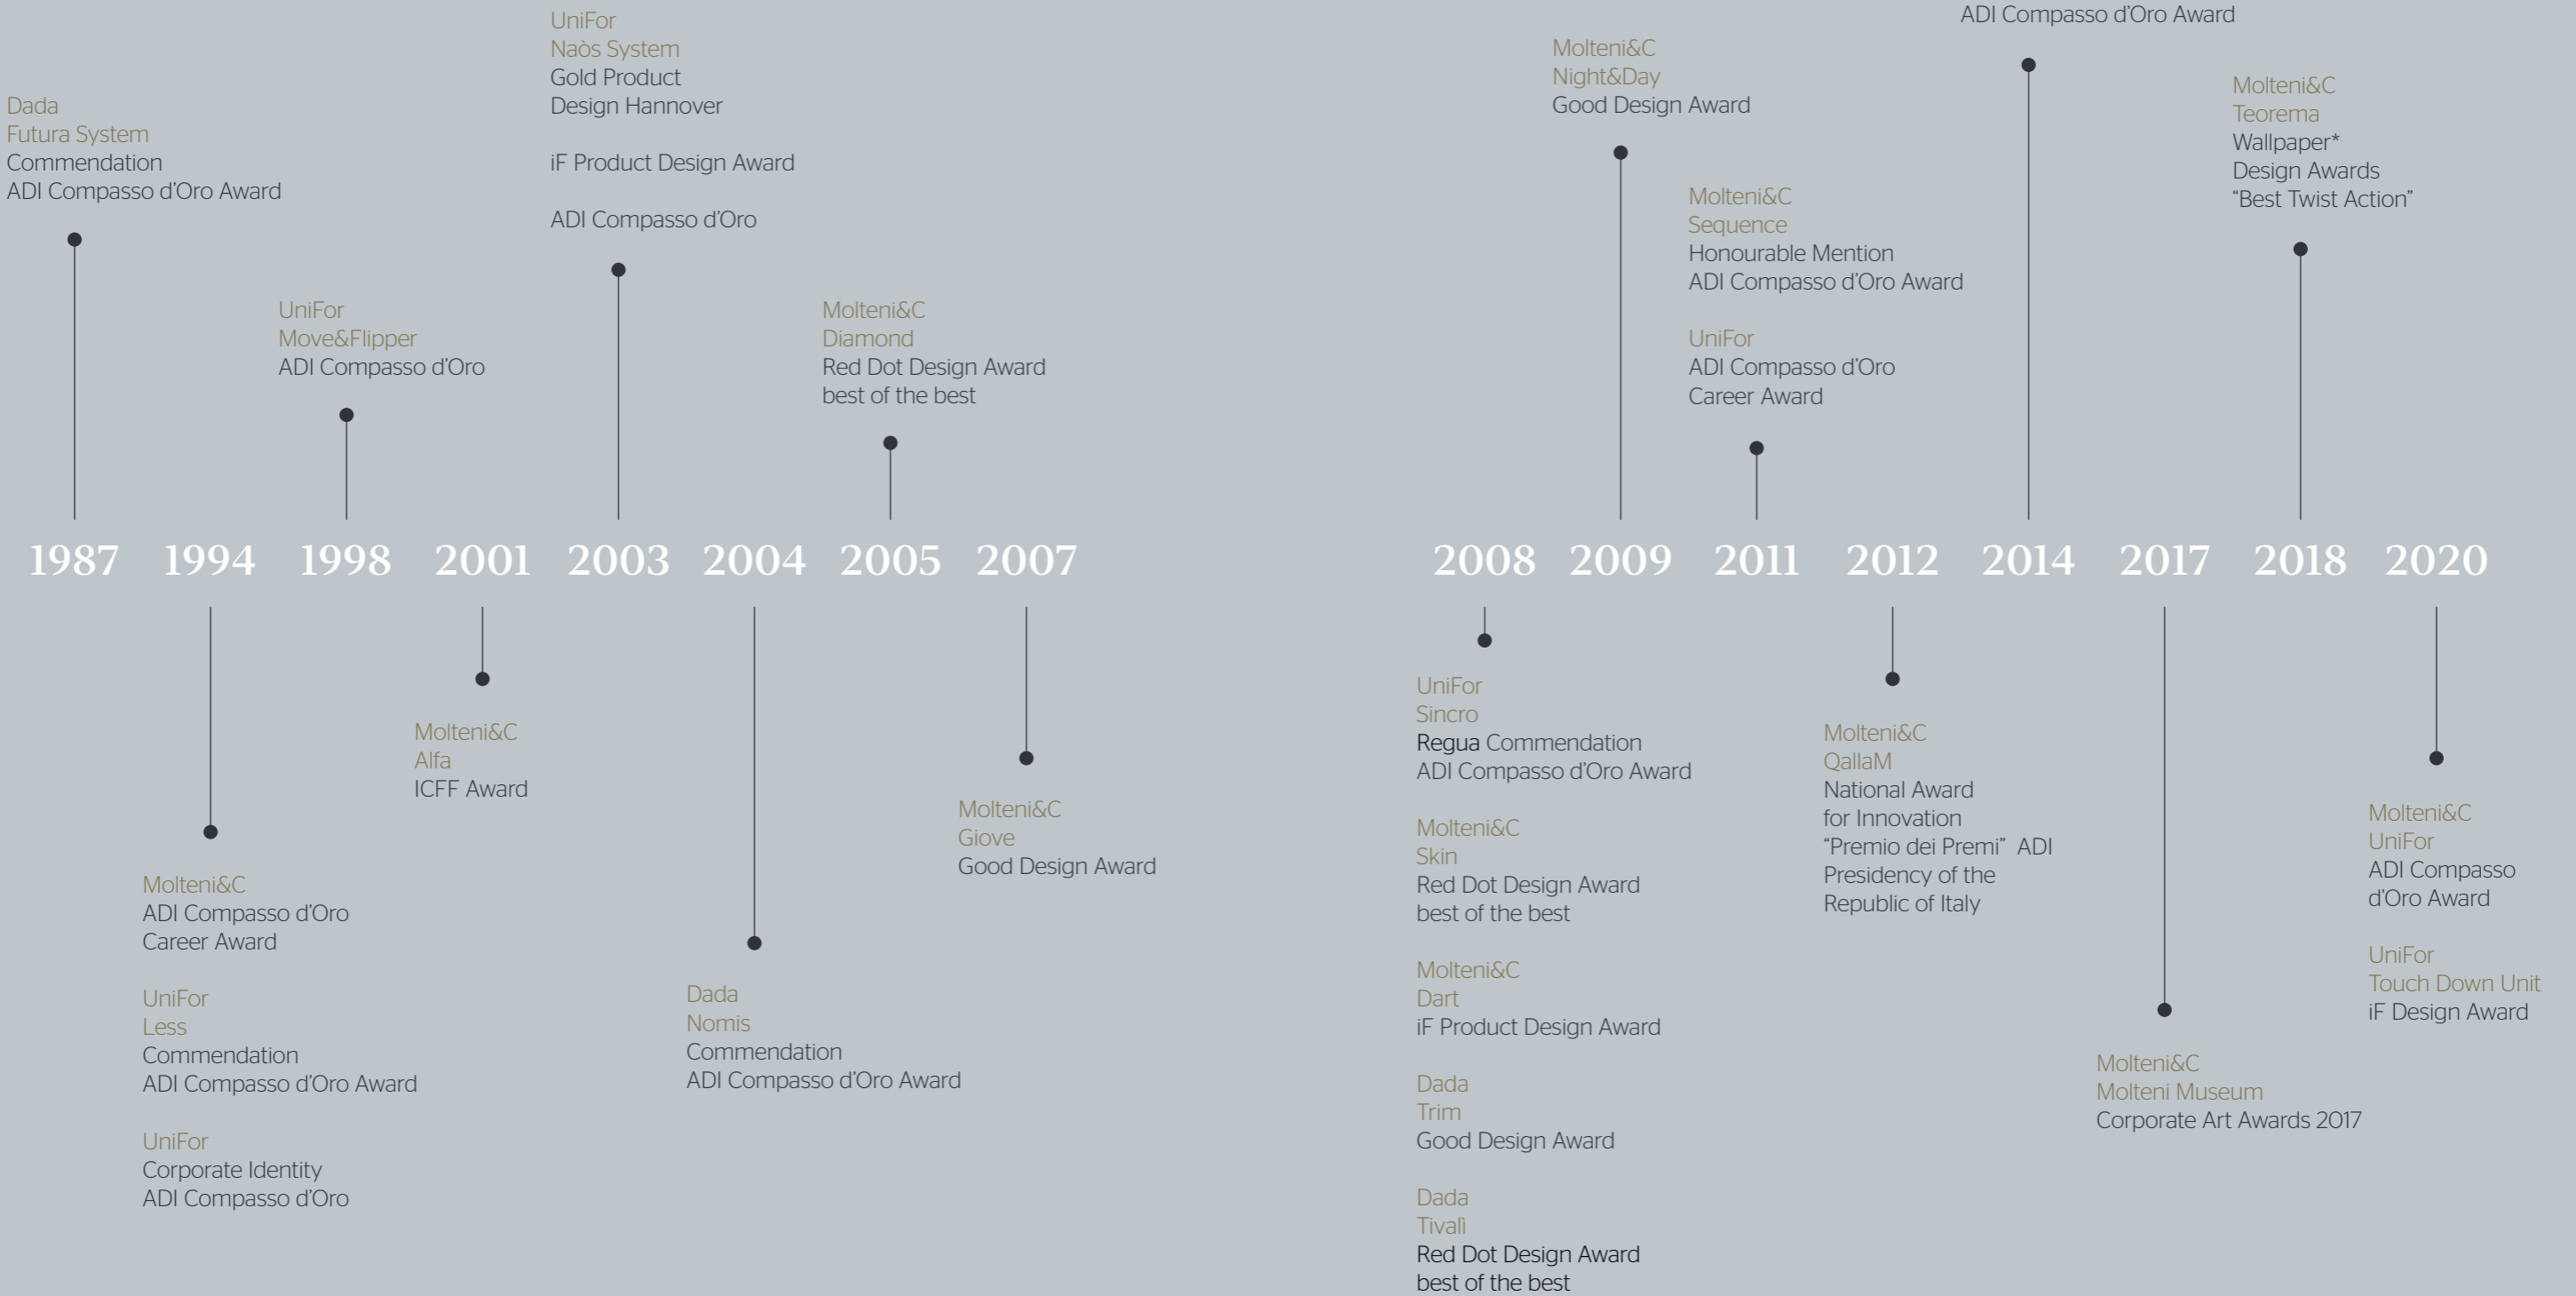 Dada
Futura System
Commendation
ADI Compasso d’Oro Award
UniFor
Move&Flipper
ADI Compasso d’Oro
UniFor
Naòs System
Gold Product
Design Hannover
iF Product Design Award
ADI Compasso d’Oro
Molteni&C
Diamond
Red Dot Design Award
best of the best
Molteni&C
Night&Day
Good Design Award
Molteni&C
Sequence
Honourable Mention
ADI Compasso d’Oro Award
UniFor
ADI Compasso d’Oro
Career Award
ADI Compasso d’Oro Award
Molteni&C
Teorema
Wallpaper*
Design Awards
“Best Twist Action”
1987 1994 1998 2001 2003 2004 2005 2007 2008 2009 2011 2012 2014 2017 2018 2020
Molteni&C
ADI Compasso d’Oro
Career Award
UniFor
Less
Commendation
ADI Compasso d’Oro Award
UniFor
Corporate Identity
ADI Compasso d’Oro
Molteni&C
Alfa
ICFF Award
Dada
Nomis
Commendation
ADI Compasso d’Oro Award
Molteni&C
Giove
Good Design Award
UniFor
Sincro
Regua Commendation
ADI Compasso d’Oro Award
Molteni&C
Skin
Red Dot Design Award
best of the best
Molteni&C
Dart
iF Product Design Award
Dada
Trim
Good Design Award
Dada
Tivalì
Red Dot Design Award
best of the best
Molteni&C
QallaM
National Award
for Innovation
“Premio dei Premi” ADI
Presidency of the
Republic of Italy
Molteni&C
Molteni Museum
Corporate Art Awards 2017
Molteni&C
UniFor
ADI Compasso
d’Oro Award
UniFor
Touch Down Unit
iF Design Award